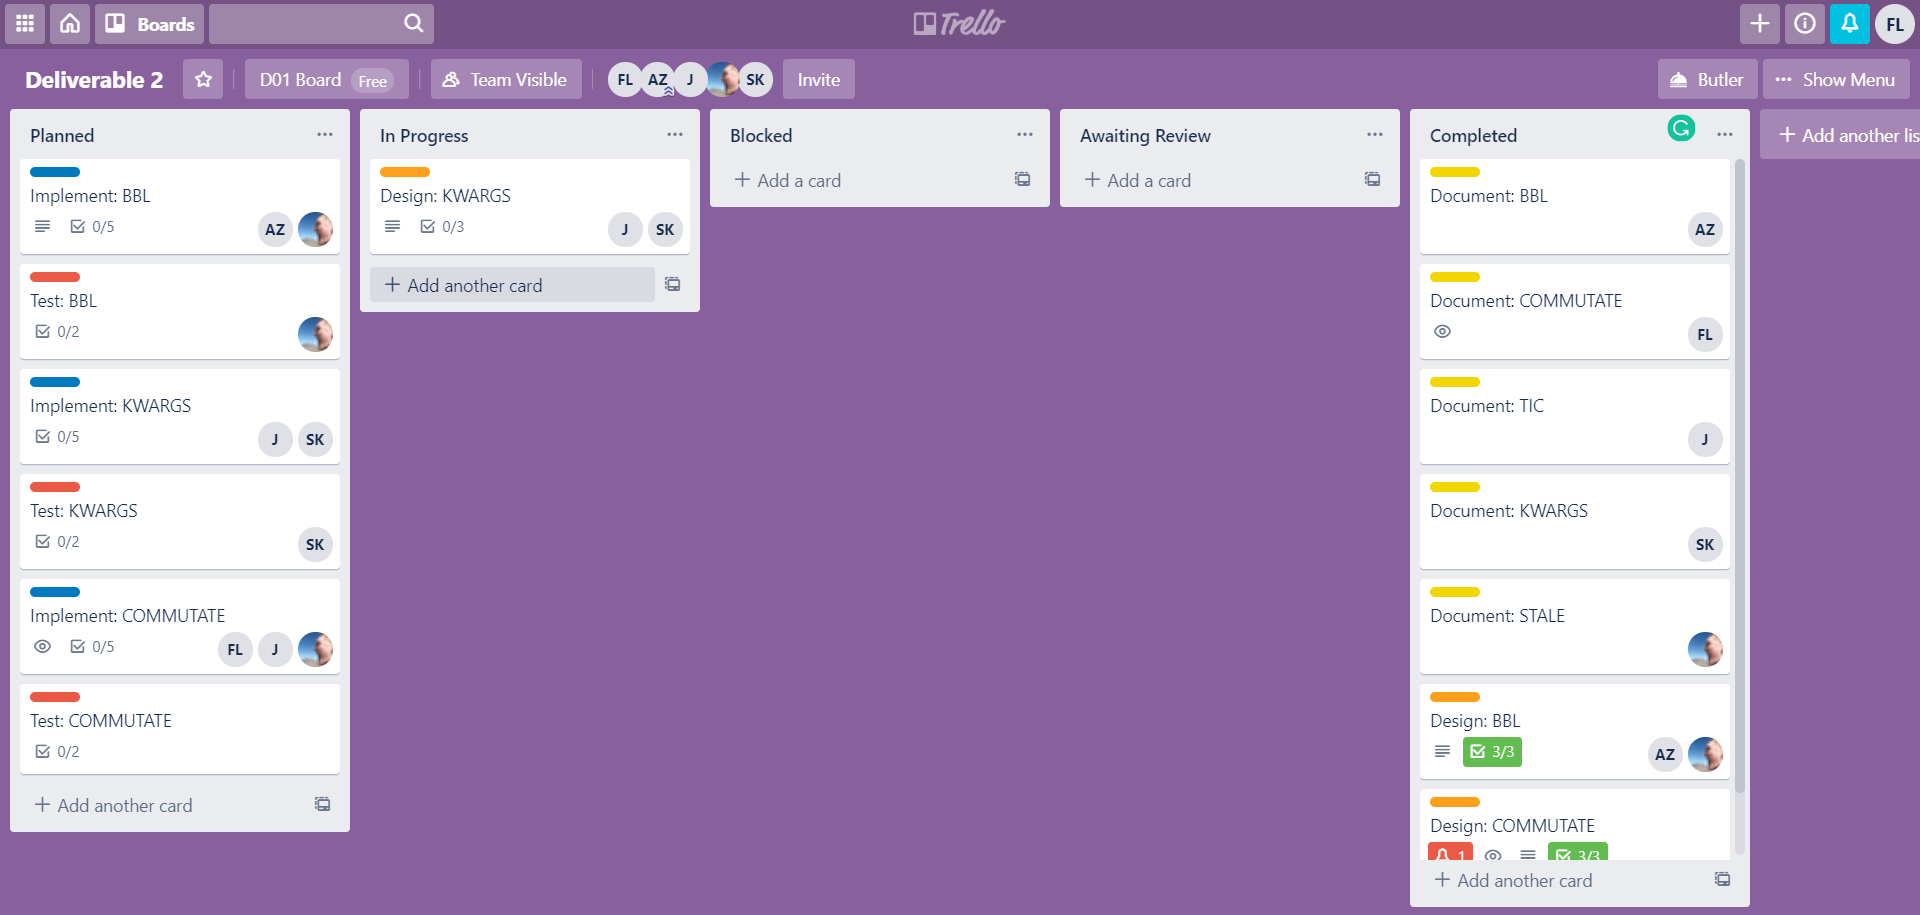 Boards
Trello
FL
Deliverable 2
D01 Board Free
Team Visible
FL AZ J SK
Invite
Butler
Show Menu
Planned
Implement: BBL
0/5
AZ
Test: BBL
0/2
Implement: KWARGS
0/5
J SK
Test: KWARGS
0/2
SK
Implement: COMMUTATE
0/5
FL J
Test: COMMUTATE
0/2
+ Add another card
In Progress
Design: KWARGS
0/3
J SK
+ Add another card
Blocked
+ Add a card
Awaiting Review
+ Add a card
Completed
Document: BBL
AZ
Document: COMMUTATE
FL
Document: TIC
J
Document: KWARGS
SK
Document: STALE
Design: BBL
3/3
AZ
Design: COMMUTATE
1 3/3
+ Add another card
+ Add another lis